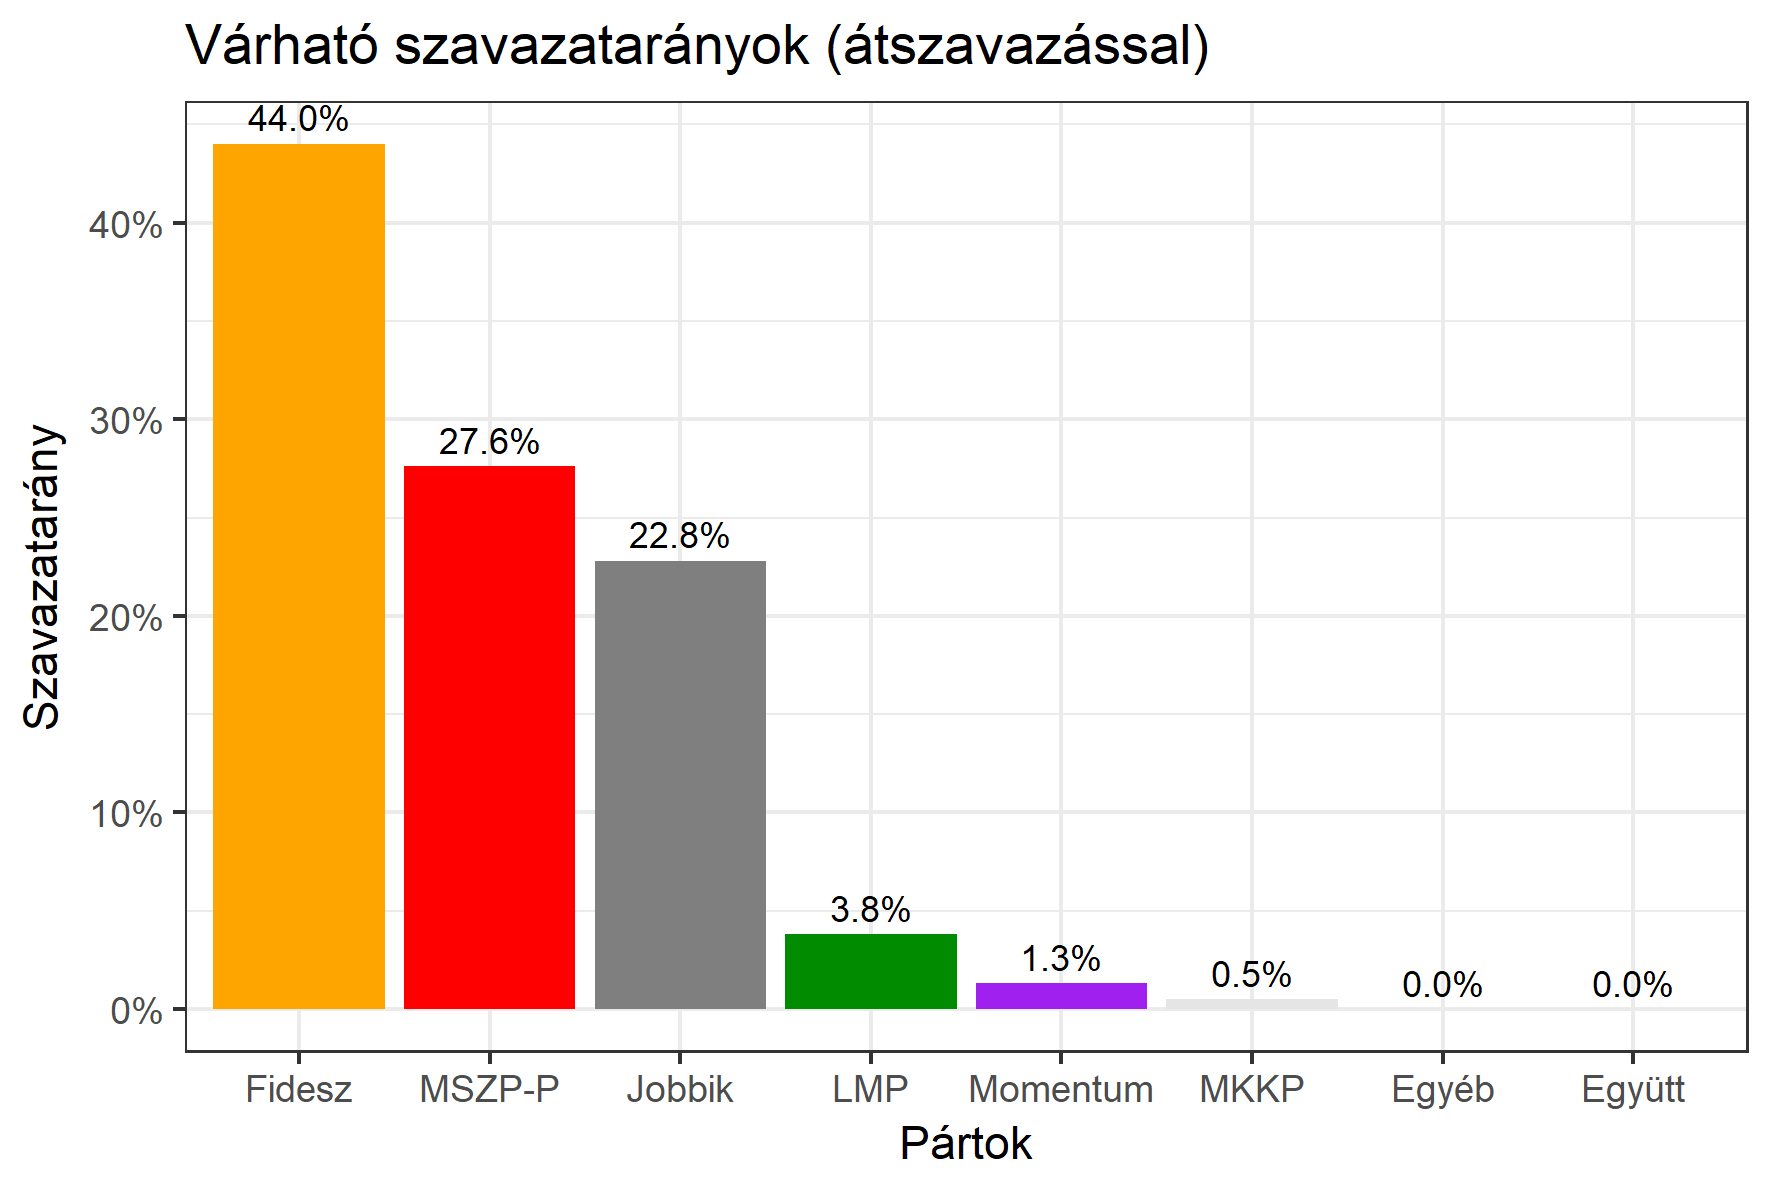 Várható szavazatarányok (átszavazással)
Szavazatarány
40%
30%
20%
10%
0%
44.0%
27.6%
22.8%
3.8%
1.3%
0.5%
0.0%
0.0%
Fidesz
MSZP-P
Jobbik
LMP
Momentum
MKKP
Egyéb
Együtt
Pártok